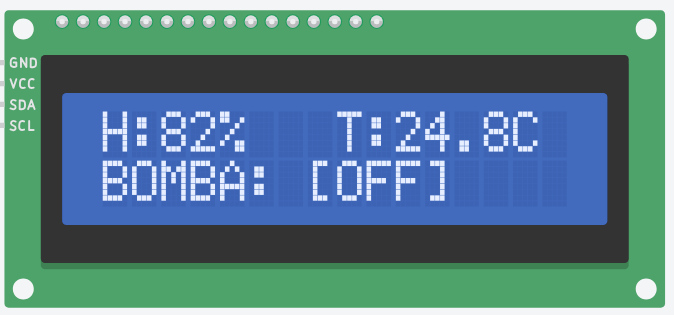 GND
VCC
SDA
SCL
H:82%   T:24.8C
BOMBA: [OFF]